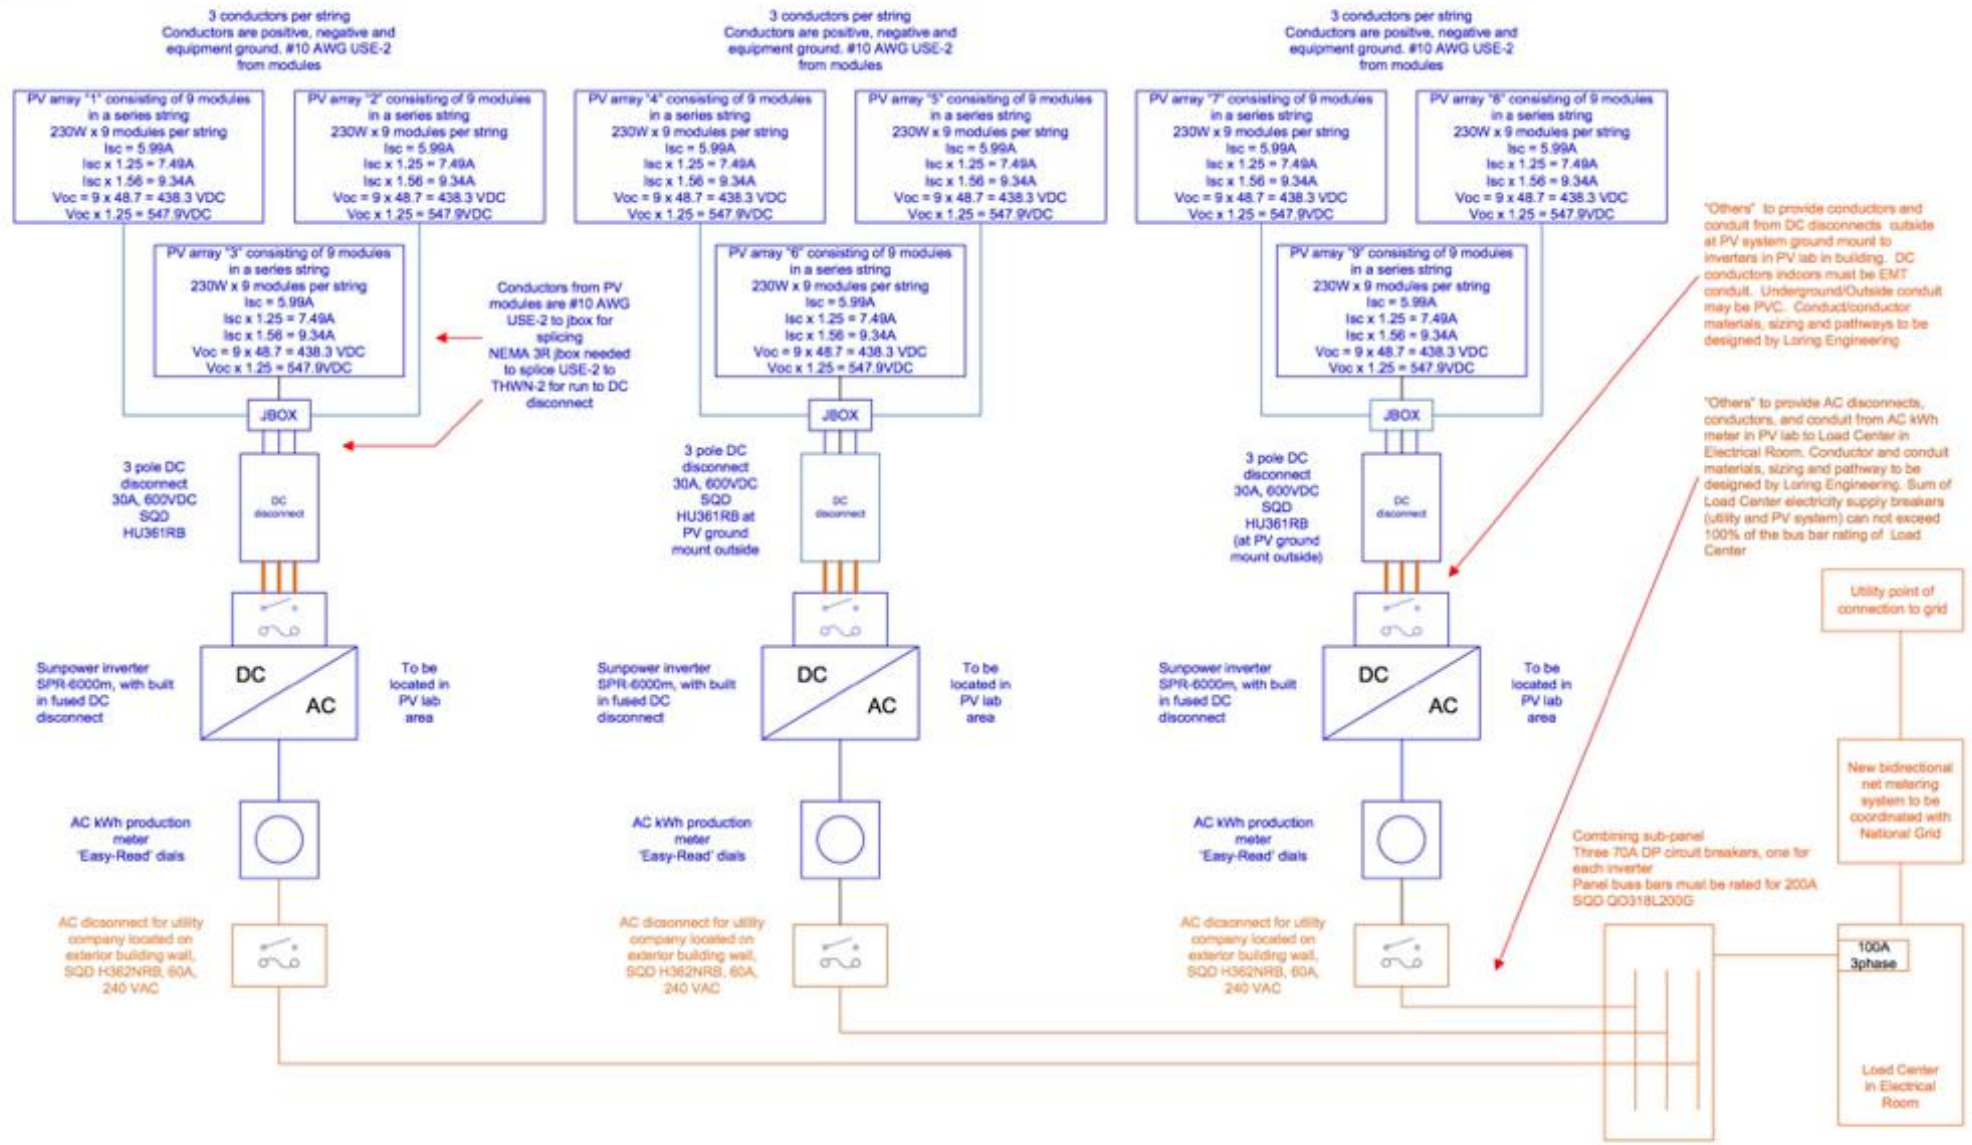 3 conductors per string
Conductors are positive, negative and
equipment ground. #10 AWG USE-2
from modules
3 conductors per string
Conductors are positive, negative and
equipment ground. #10 AWG USE-2
from modules
3 conductors per string
Conductors are positive, negative and
equipment ground. #10 AWG USE-2
from modules
PV array "1" consisting of 9 modules
in a series string
230W x 9 modules per string
Isc = 5.99A
Isc x 1.25 = 7.49A
Isc x 1.56 = 9.34A
Voc = 9 x 48.7 = 438.3 VDC
Voc x 1.25 = 547.9VDC
PV array "2" consisting of 9 modules
in a series string
230W x 9 modules per string
Isc = 5.99A
Isc x 1.25 = 7.49A
Isc x 1.56 = 9.34A
Voc = 9 x 48.7 = 438.3 VDC
Voc x 1.25 = 547.9VDC
PV array "4" consisting of 9 modules
in a series string
230W x 9 modules per string
Isc = 5.99A
Isc x 1.25 = 7.49A
Isc x 1.56 = 9.34A
Voc = 9 x 48.7 = 438.3 VDC
Voc x 1.25 = 547.9VDC
PV array "5" consisting of 9 modules
in a series string
230W x 9 modules per string
Isc = 5.99A
Isc x 1.25 = 7.49A
Isc x 1.56 = 9.34A
Voc = 9 x 48.7 = 438.3 VDC
Voc x 1.25 = 547.9VDC
PV array "7" consisting of 9 modules
in a series string
230W x 9 modules per string
Isc = 5.99A
Isc x 1.25 = 7.49A
Isc x 1.56 = 9.34A
Voc = 9 x 48.7 = 438.3 VDC
Voc x 1.25 = 547.9VDC
PV array "8" consisting of 9 modules
in a series string
230W x 9 modules per string
Isc = 5.99A
Isc x 1.25 = 7.49A
Isc x 1.56 = 9.34A
Voc = 9 x 48.7 = 438.3 VDC
Voc x 1.25 = 547.9VDC
PV array "3" consisting of 9 modules
in a series string
230W x 9 modules per string
Isc = 5.99A
Isc x 1.25 = 7.49A
Isc x 1.56 = 9.34A
Voc = 9 x 48.7 = 438.3 VDC
Voc x 1.25 = 547.9VDC
Conductors from PV
modules are #10 AWG
USE-2 to jbox for
splicing
NEMA 3R jbox needed
to splice USE-2 to
THWN-2 for run to DC
disconnect
PV array "6" consisting of 9 modules
in a series string
230W x 9 modules per string
Isc = 5.99A
Isc x 1.25 = 7.49A
Isc x 1.56 = 9.34A
Voc = 9 x 48.7 = 438.3 VDC
Voc x 1.25 = 547.9VDC
PV array "9" consisting of 9 modules
in a series string
230W x 9 modules per string
Isc = 5.99A
Isc x 1.25 = 7.49A
Isc x 1.56 = 9.34A
Voc = 9 x 48.7 = 438.3 VDC
Voc x 1.25 = 547.9VDC
"Others" to provide conductors and
conduit from DC disconnects outside
at PV system ground mount to
inverters in PV lab in building. DC
conductors indoors must be EMT
conduit. Underground/Outside conduit
may be PVC. Conduct/conductor
materials, sizing and pathways to be
designed by Loring Engineering
"Others" to provide AC disconnects,
conductors, and conduit from AC kWh
meter in PV lab to Load Center in
Electrical Room. Conductor and conduit
materials, sizing and pathway to be
designed by Loring Engineering. Sum of
Load Center electricity supply breakers
(utility and PV system) can not exceed
100% of the bus bar rating of Load
Center
JBOX
JBOX
JBOX
3 pole DC
disconnect
30A, 600VDC
SQD
HU361RB
DC
disconnect
3 pole DC
disconnect
30A, 600VDC
SQD
HU361RB at
PV ground
mount outside
DC
disconnect
3 pole DC
disconnect
30A, 600VDC
SQD
HU361RB
(at PV ground
mount outside)
DC
disconnect
Utility point of
connection to grid
Sunpower inverter
SPR-6000m, with built
in fused DC
disconnect
DC
AC
To be
located in
PV lab
area
Sunpower inverter
SPR-6000m, with built
in fused DC
disconnect
DC
AC
To be
located in
PV lab
area
Sunpower inverter
SPR-6000m, with built
in fused DC
disconnect
DC
AC
To be
located in
PV lab
area
New bidirectional
net metering
system to be
coordinated with
National Grid
AC kWh production
meter
'Easy-Read' dials
AC kWh production
meter
'Easy-Read' dials
AC kWh production
meter
'Easy-Read' dials
Combining sub-panel
Three 70A DP circuit breakers, one for
each inverter
Panel buss bars must be rated for 200A
SQD QO318L200G
AC dicsonnect for utility
company located on
exterior building wall,
SQD H362NRB, 60A,
240 VAC
AC dicsonnect for utility
company located on
exterior building wall,
SQD H362NRB, 60A,
240 VAC
AC dicsonnect for utility
company located on
exterior building wall,
SQD H362NRB, 60A,
240 VAC
100A
3phase
Load Center
in Electrical
Room